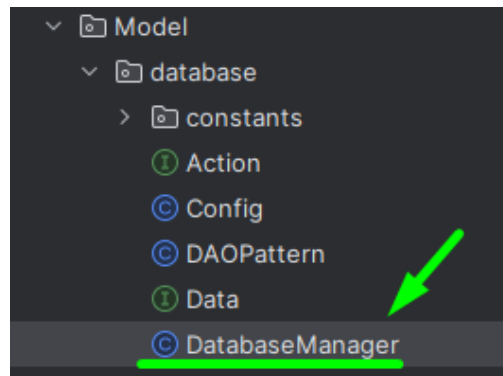 Model
database
constants
Action
Config
DAOPattern
Data
DatabaseManager